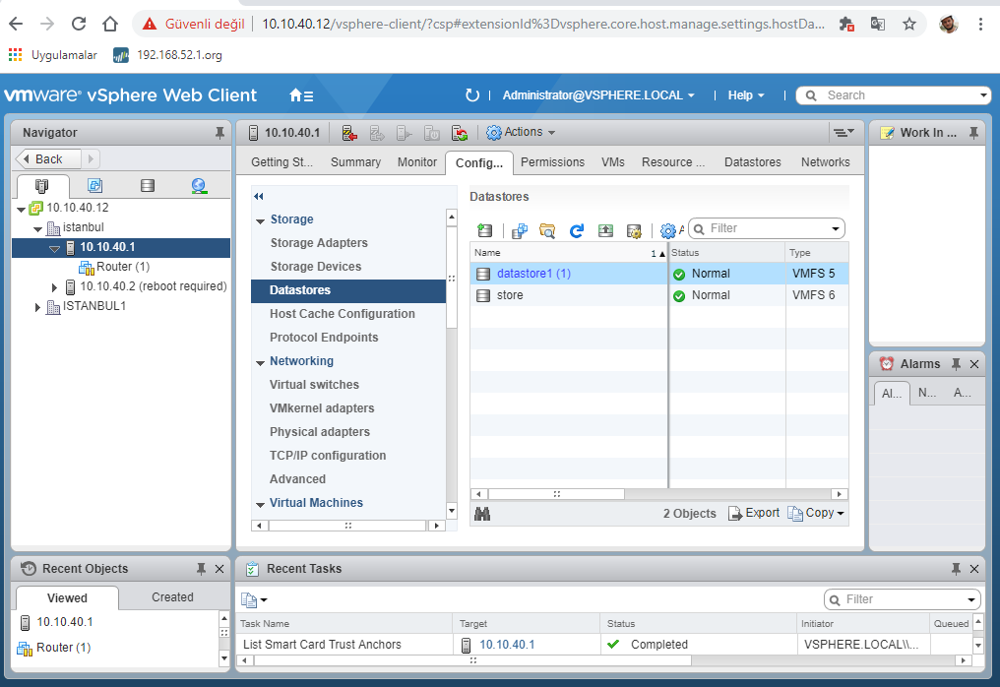 Güvenli değil 10.10.40.12/vsphere-client/?csp#extensionId%3Dvsphere.core.host.manage.settings.hostDa...
Uygulamalar 192.168.52.1.org
vmware® vSphere Web Client Administrator@VSPHERE.LOCAL Help Search
Navigator
Back
10.10.40.12
istanbul
10.10.40.1
Router (1)
10.10.40.2 (reboot required)
ISTANBUL1
10.10.40.1 Actions
Getting St... Summary Monitor Config... Permissions VMs Resource ... Datastores Networks
Storage
Storage Adapters
Storage Devices
Datastores
Host Cache Configuration
Protocol Endpoints
Networking
Virtual switches
VMkernel adapters
Physical adapters
TCP/IP configuration
Advanced
Virtual Machines
Datastores
Filter
Name 1 Status Type
datastore1 (1) Normal VMFS 5
store Normal VMFS 6
2 Objects Export Copy
Work In ...
Alarms
Al... N... A...
Recent Objects
Viewed Created
10.10.40.1
Router (1)
Recent Tasks
Filter
Task Name Target Status Initiator Queued
List Smart Card Trust Anchors 10.10.40.1 Completed VSPHERE.LOCAL\\...